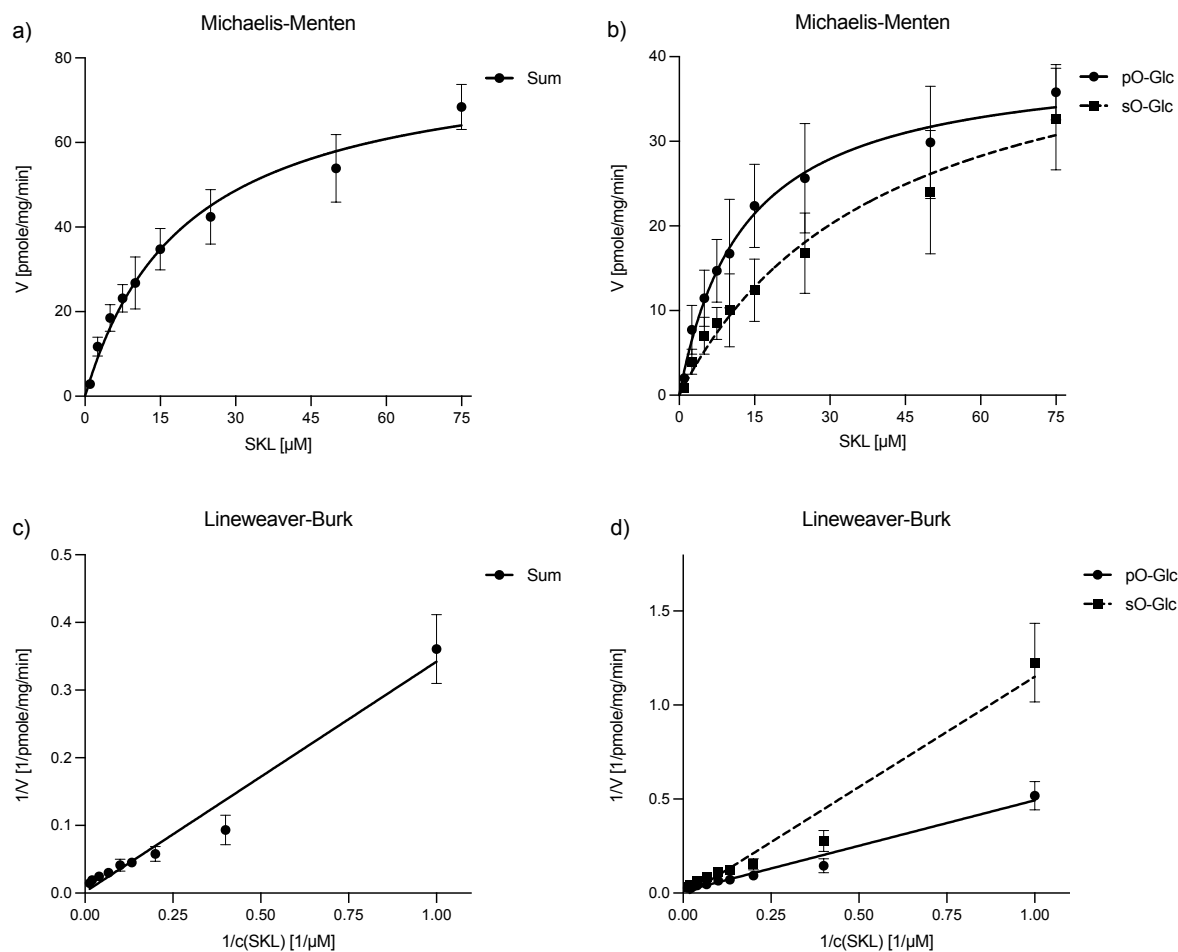 a)
Michaelis-Menten
Sum
V [pmole/mg/min]
80
60
40
20
0
0 15 30 45 60 75
SKL [µM]
b)
Michaelis-Menten
pO-Glc
sO-Glc
V [pmole/mg/min]
40
30
20
10
0
0 15 30 45 60 75
SKL [µM]
c)
Lineweaver-Burk
Sum
1/V [1/pmole/mg/min]
0.5
0.4
0.3
0.2
0.1
0.0
0.00 0.25 0.50 0.75 1.00
1/c(SKL) [1/µM]
d)
Lineweaver-Burk
pO-Glc
sO-Glc
1/V [1/pmole/mg/min]
1.5
1.0
0.5
0.0
0.00 0.25 0.50 0.75 1.00
1/c(SKL) [1/µM]